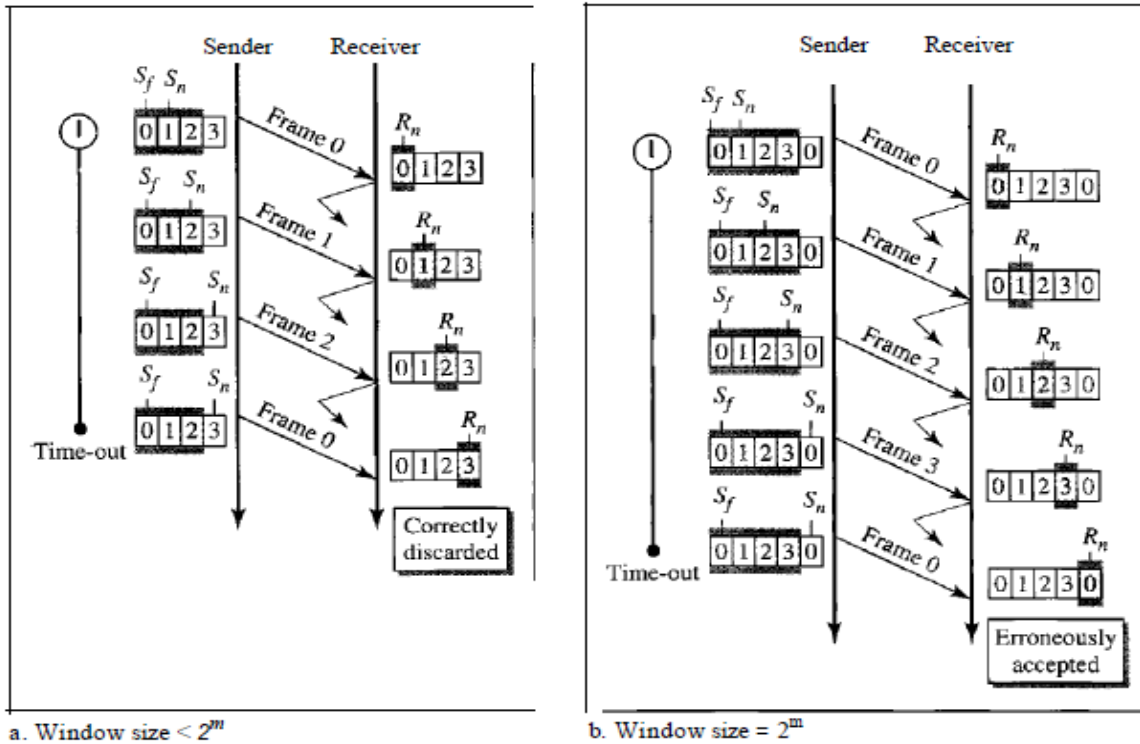 Sender Receiver
S_f S_n
0 1 2 3
Frame 0
R_n
0 1 2 3
S_f S_n
0 1 2 3
Frame 1
R_n
0 1 2 3
S_f S_n
0 1 2 3
Frame 2
R_n
0 1 2 3
S_f S_n
0 1 2 3
Time-out
Frame 0
R_n
0 1 2 3
Correctly
discarded
a. Window size < 2^m
Sender Receiver
S_f S_n
0 1 2 3 0
Frame 0
R_n
0 1 2 3 0
S_f S_n
0 1 2 3 0
Frame 1
R_n
0 1 2 3 0
S_f S_n
0 1 2 3 0
Frame 2
R_n
0 1 2 3 0
S_f S_n
0 1 2 3 0
Frame 3
R_n
0 1 2 3 0
S_f S_n
0 1 2 3 0
Time-out
Frame 0
R_n
0 1 2 3 0
Erroneously
accepted
b. Window size = 2^m